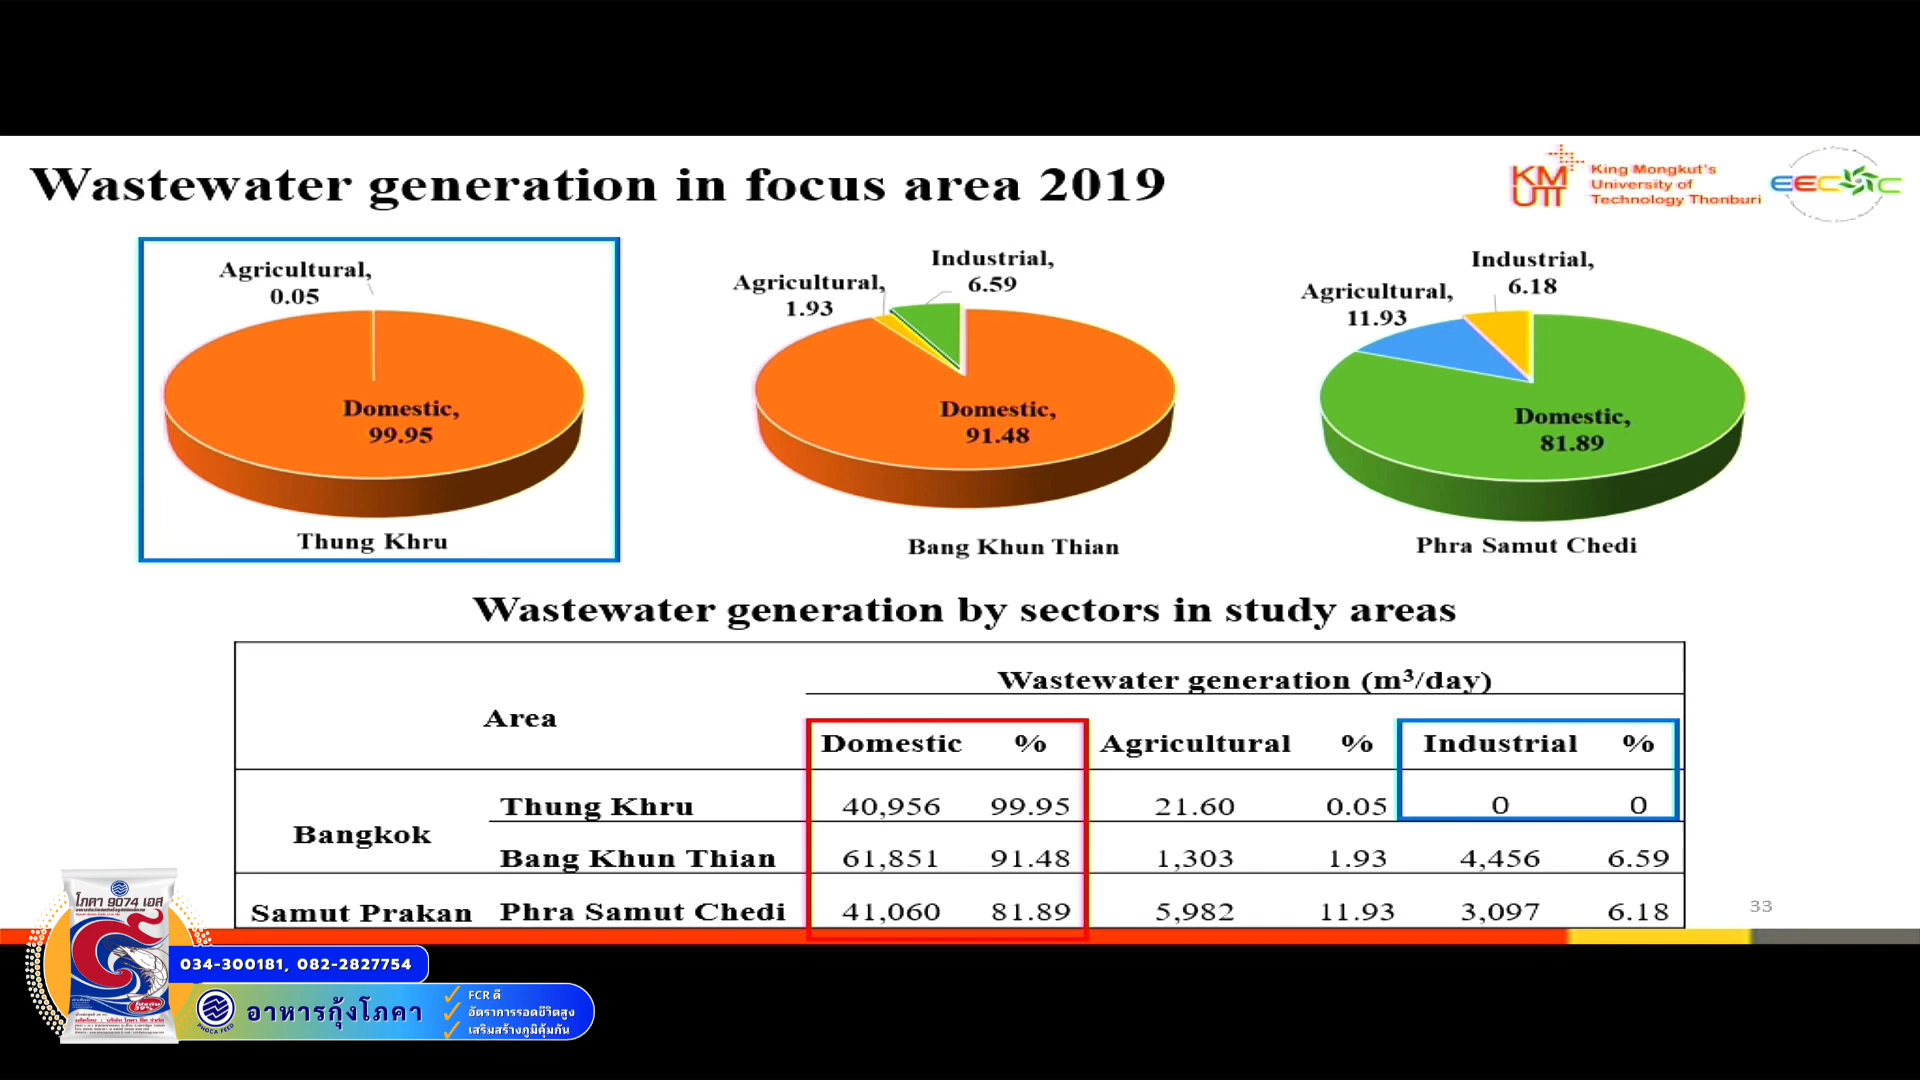 Wastewater generation in focus area 2019
KM
UTT
King Mongkut's
University of
Technology Thonburi
EEC
Agricultural,
0.05
Domestic,
99.95
Thung Khru
Industrial,
6.59
Agricultural,
1.93
Domestic,
91.48
Bang Khun Thian
Industrial,
6.18
Agricultural,
11.93
Domestic,
81.89
Phra Samut Chedi
Wastewater generation by sectors in study areas
Wastewater generation (m³/day)
Area
Domestic % Agricultural % Industrial %
Bangkok
Thung Khru 40,956 99.95 21.60 0.05 0 0
Bang Khun Thian 61,851 91.48 1,303 1.93 4,456 6.59
Samut Prakan Phra Samut Chedi 41,060 81.89 5,982 11.93 3,097 6.18
33
โภคา 9074 เอส
034-300181, 082-2827754
PHOCA FEED
อาหารกุ้งโภคา
FCR ดี
อัตราการรอดชีวิตสูง
เสริมสร้างภูมิคุ้มกัน